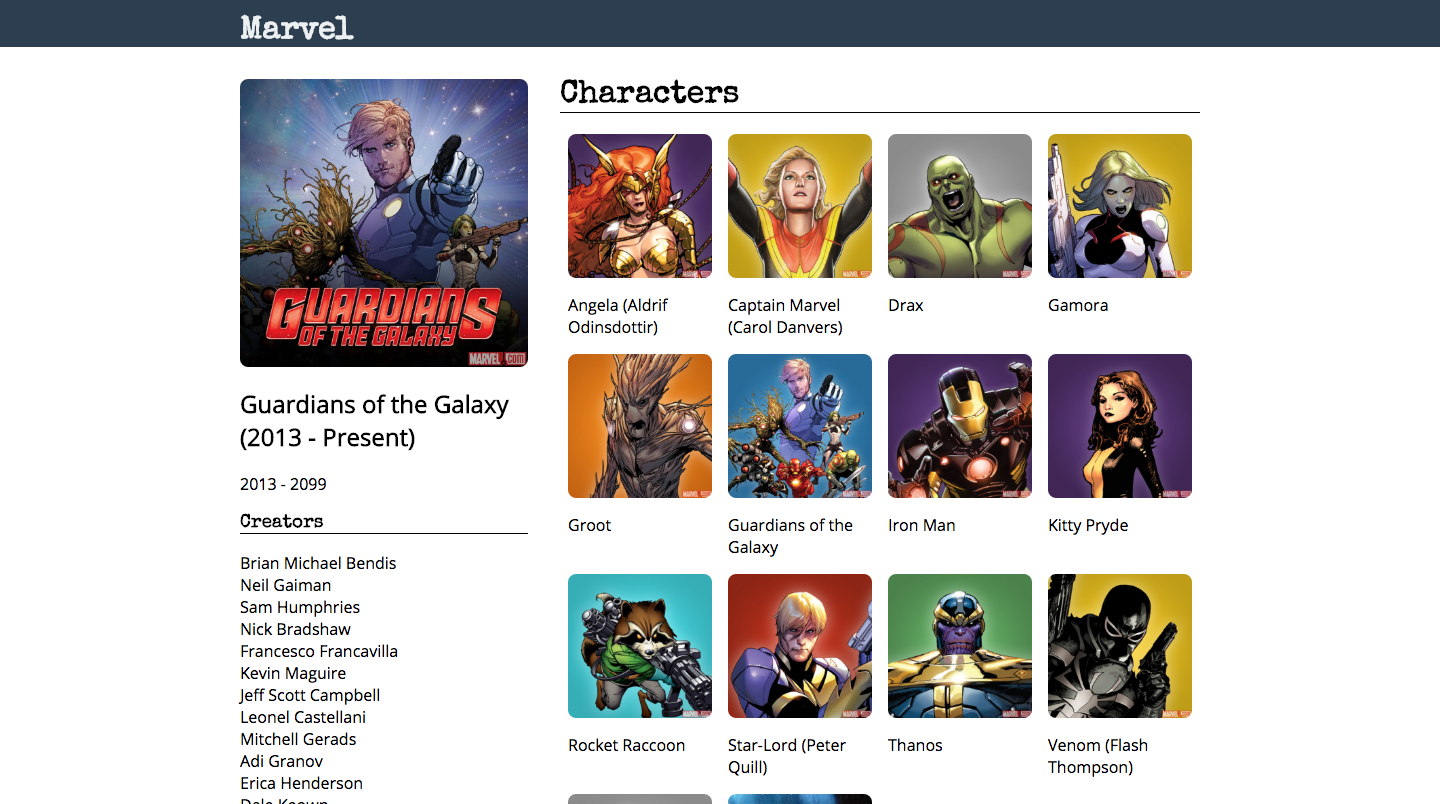 Marvel
GUARDIANS
OF THE GALAXY
MARVEL .COM
Guardians of the Galaxy
(2013 - Present)
2013 - 2099
Creators
Brian Michael Bendis
Neil Gaiman
Sam Humphries
Nick Bradshaw
Francesco Francavilla
Kevin Maguire
Jeff Scott Campbell
Leonel Castellani
Mitchell Gerads
Adi Granov
Erica Henderson
Dale Keown
Characters
Angela (Aldrif
Odinsdottir)
Captain Marvel
(Carol Danvers)
Drax
Gamora
Groot
Guardians of the
Galaxy
Iron Man
Kitty Pryde
Rocket Raccoon
Star-Lord (Peter
Quill)
Thanos
Venom (Flash
Thompson)